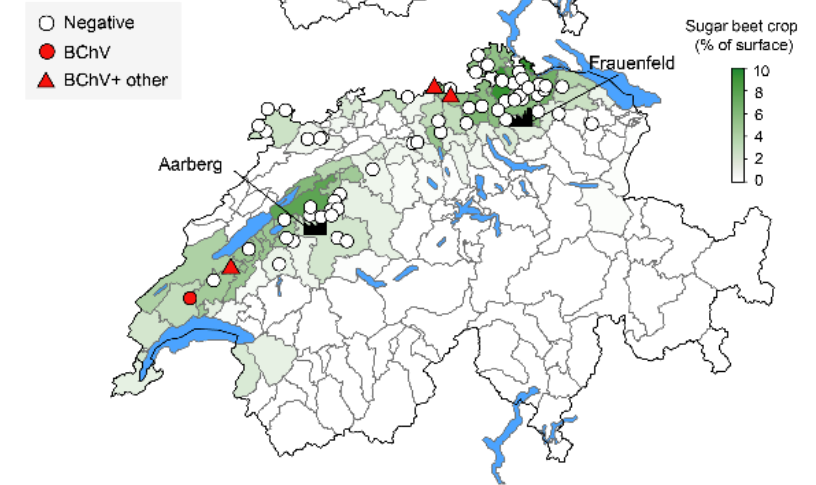 Negative
BChV
BChV+ other
Sugar beet crop
(% of surface)
10
8
6
4
2
0
Frauenfeld
Aarberg